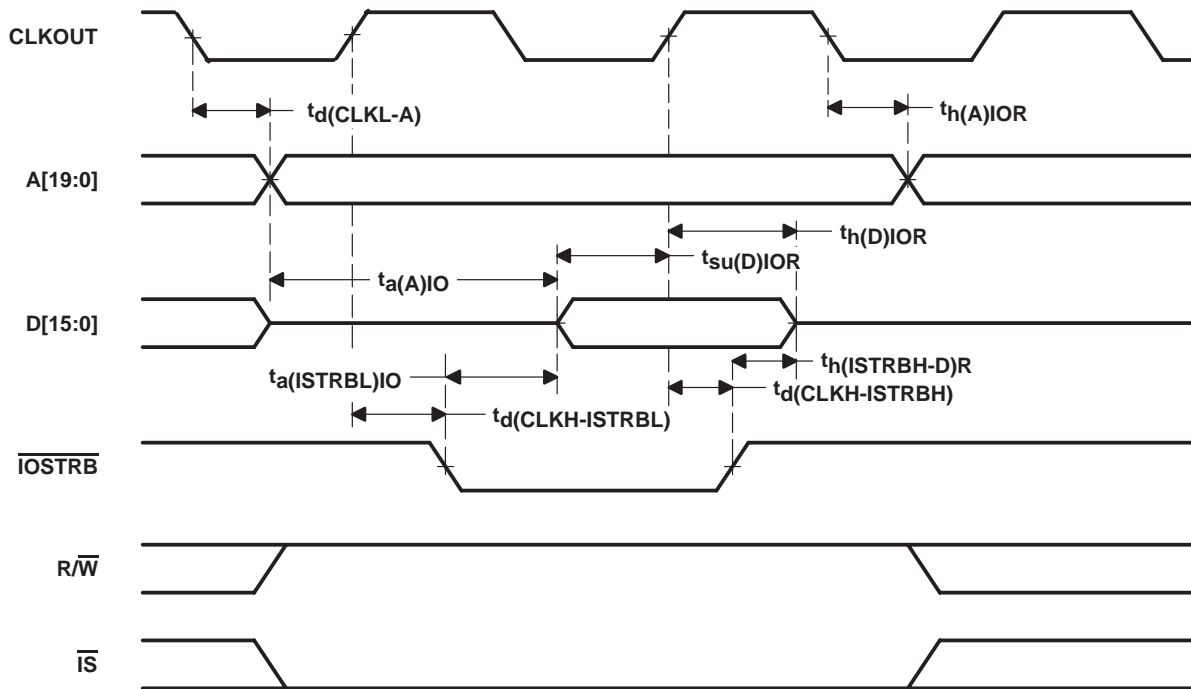 CLKOUT
td(CLKL-A)
th(A)IOR
A[19:0]
th(D)IOR
tsu(D)IOR
ta(A)IO
D[15:0]
th(ISTRBH-D)R
ta(ISTRBL)IO
td(CLKH-ISTRBH)
td(CLKH-ISTRBL)
IOSTRB
R/W
IS